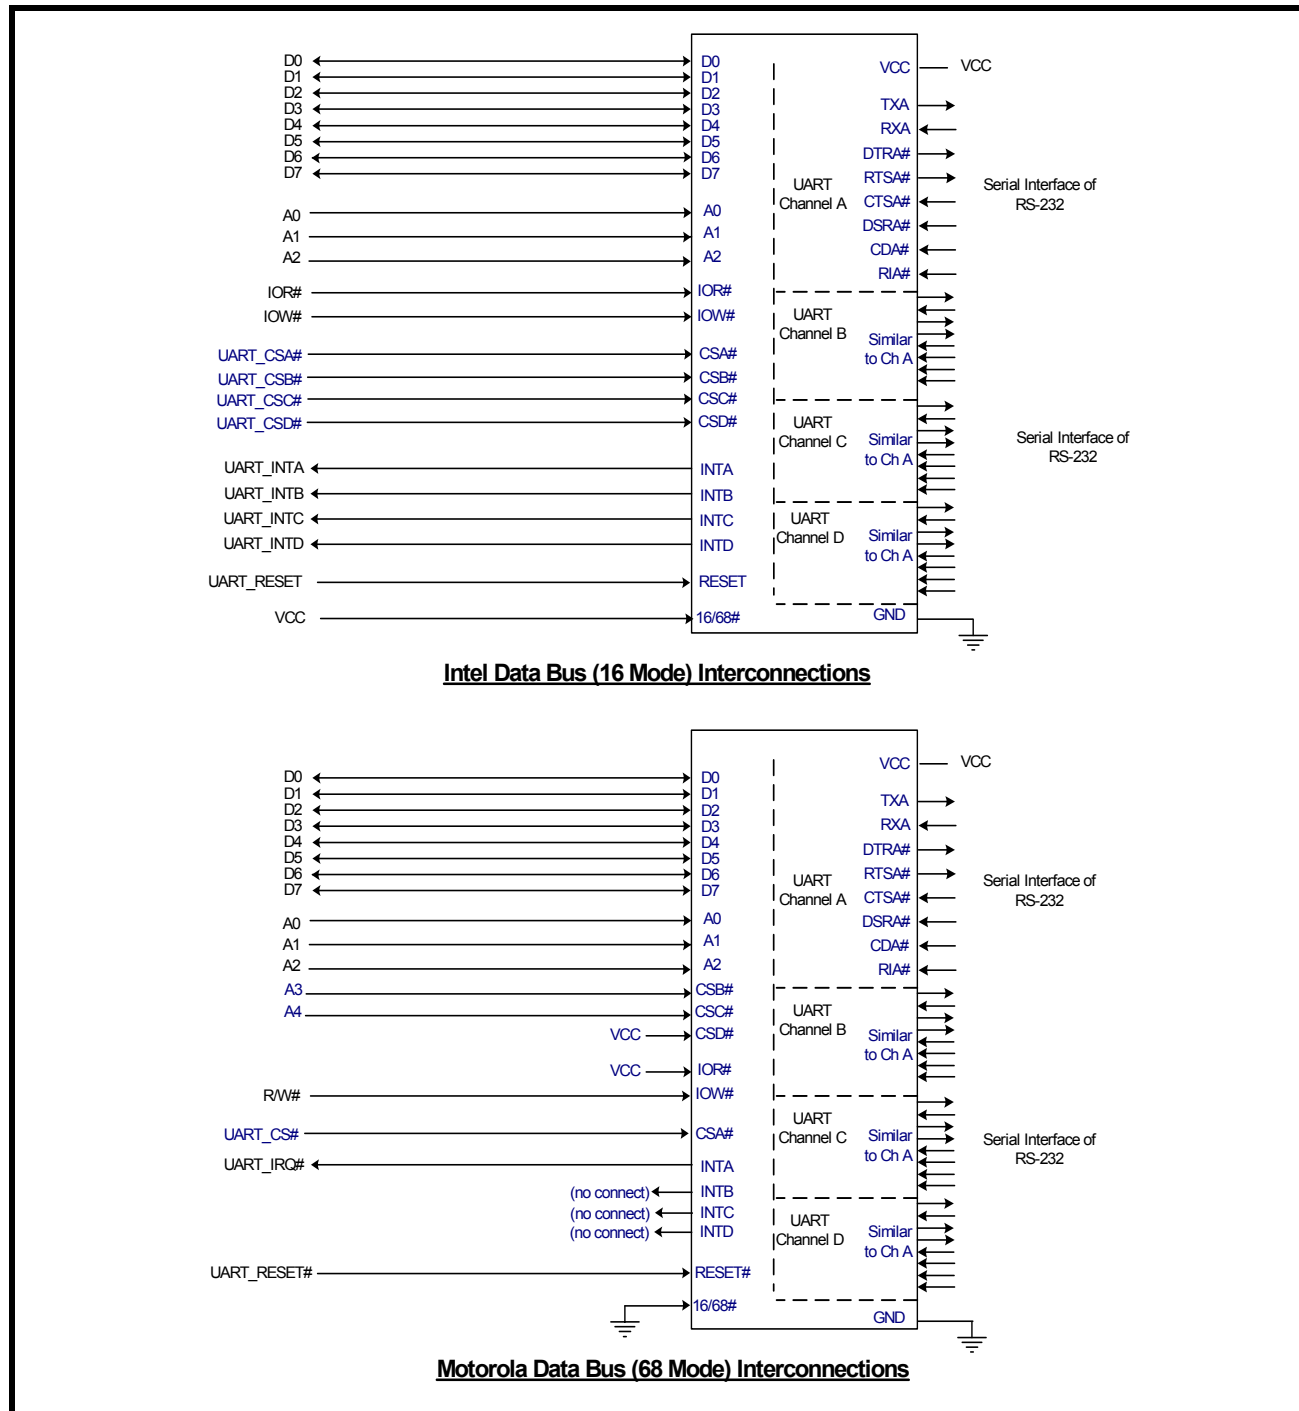 D0 D0 VCC VCC
D1 D1
D2 D2
D3 D3 TXA
D4 D4 RXA
D5 D5
D6 D6 DTRA#
D7 D7
UART RTSA# Serial Interface of
Channel A CTSA# RS-232
A0 A0
A1 A1 DSRA#
A2 A2 CDA#
RIA#
IOR# IOR#
IOW# IOW# UART
Channel B Similar
UART_CSA# CSA# to Ch A
UART_CSB# CSB#
UART_CSC# CSC#
UART_CSD# CSD# UART
Channel C Similar Serial Interface of
to Ch A RS-232
UART_INTA INTA
UART_INTB INTB
UART_INTC INTC UART
UART_INTD INTD Channel D Similar
to Ch A
UART_RESET RESET
VCC 16/68# GND
Intel Data Bus (16 Mode) Interconnections
D0 D0 VCC VCC
D1 D1
D2 D2 TXA
D3 D3 RXA
D4 D4
D5 D5 DTRA#
D6 D6
D7 D7 RTSA#
UART Serial Interface of
Channel A CTSA# RS-232
A0 A0 DSRA#
A1 A1 CDA#
A2 A2 RIA#
A3 CSB#
A4 CSC# UART
VCC CSD# Channel B Similar
to Ch A
VCC IOR#
R/W# IOW#
UART
UART_CS# CSA# Channel C Similar Serial Interface of
to Ch A RS-232
UART_IRQ# INTA
(no connect) INTB
(no connect) INTC UART
(no connect) INTD Channel D Similar
to Ch A
UART_RESET# RESET#
16/68# GND
Motorola Data Bus (68 Mode) Interconnections